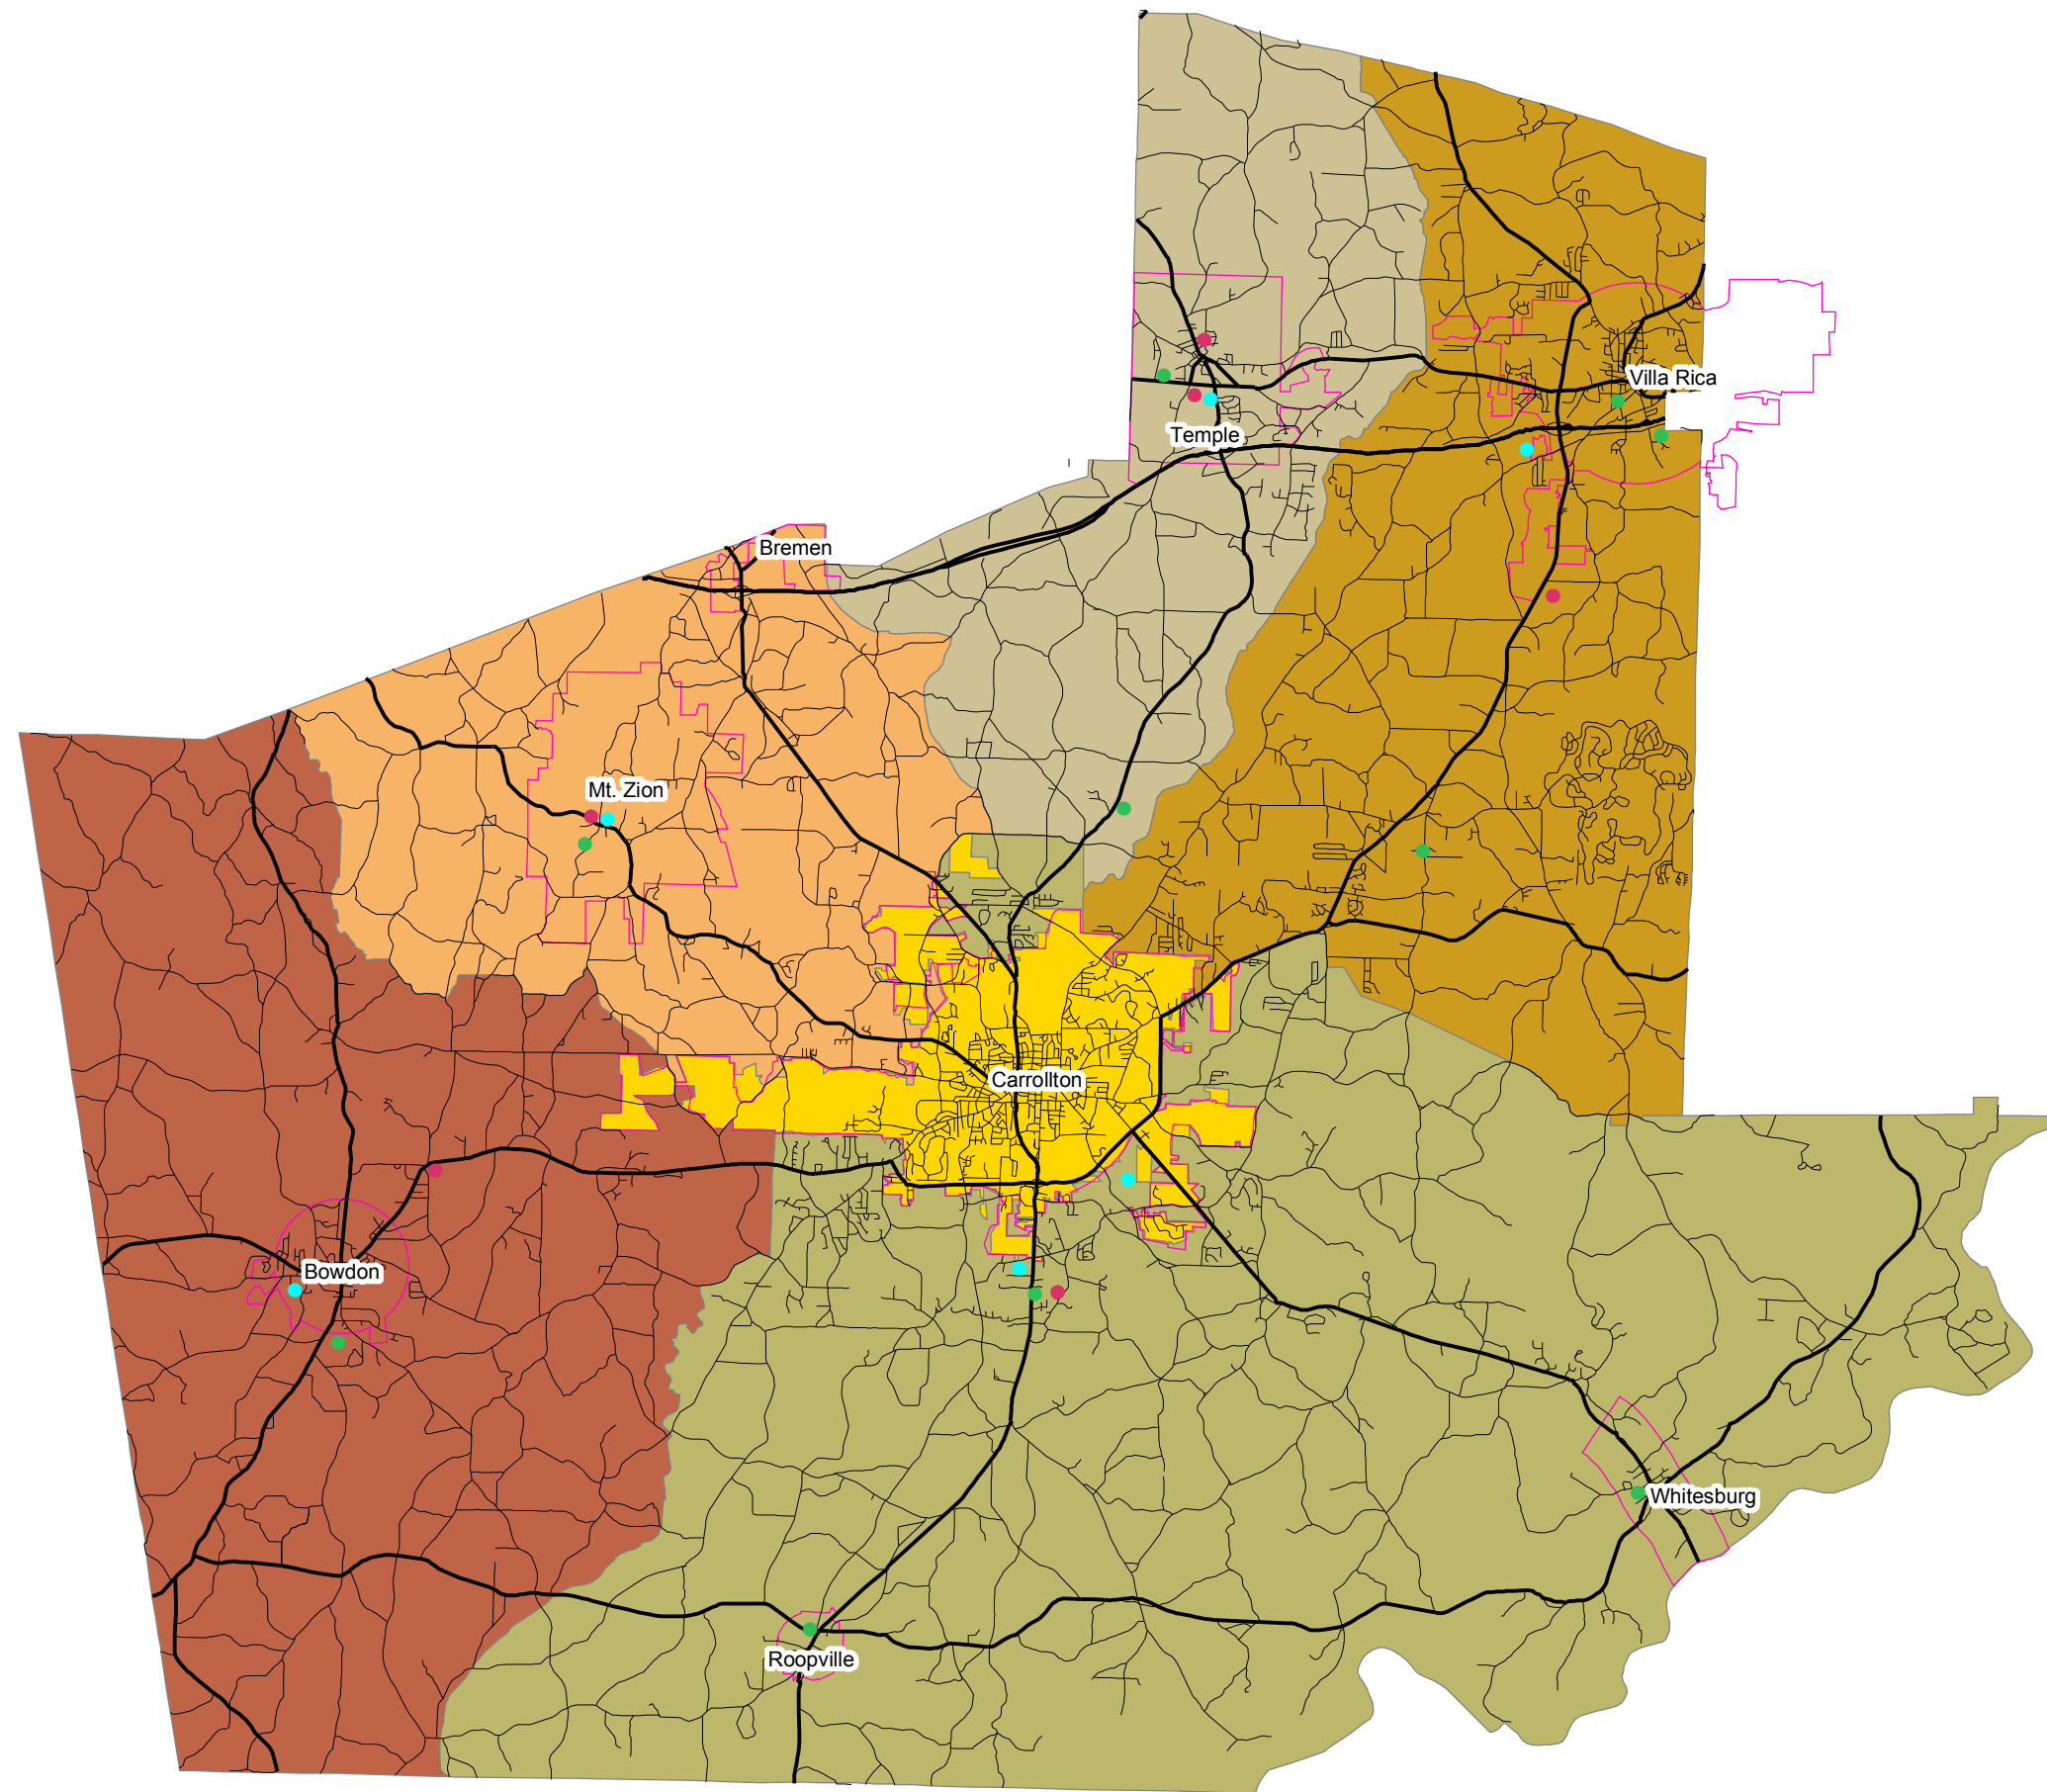 Villa Rica
Temple
Bremen
Mt. Zion
Carrollton
Bowdon
Whitesburg
Roopville